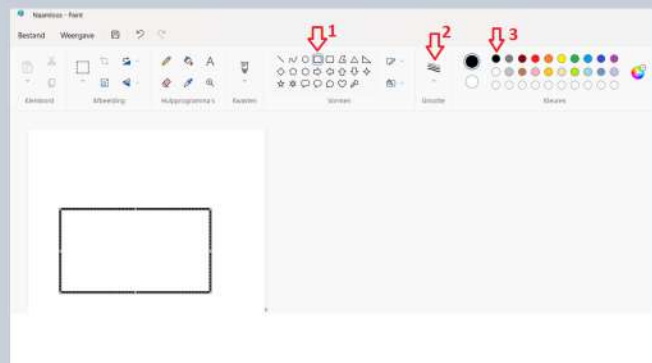 Naamloos - Paint
Bestand Weergave
1 2 3
A
Klembord Afbeelding Hulpprogramma's Kwasten Vormen Grootte Kleuren